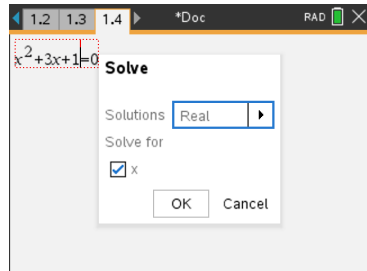 1.2 1.3 1.4 *Doc RAD
x²+3x+1=0
Solve
Solutions Real
Solve for
x
OK Cancel